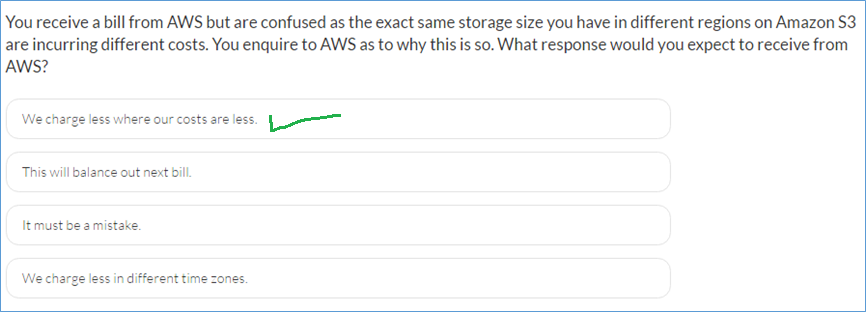 You receive a bill from AWS but are confused as the exact same storage size you have in different regions on Amazon S3
are incurring different costs. You enquire to AWS as to why this is so. What response would you expect to receive from
AWS?
We charge less where our costs are less.
This will balance out next bill.
It must be a mistake.
We charge less in different time zones.